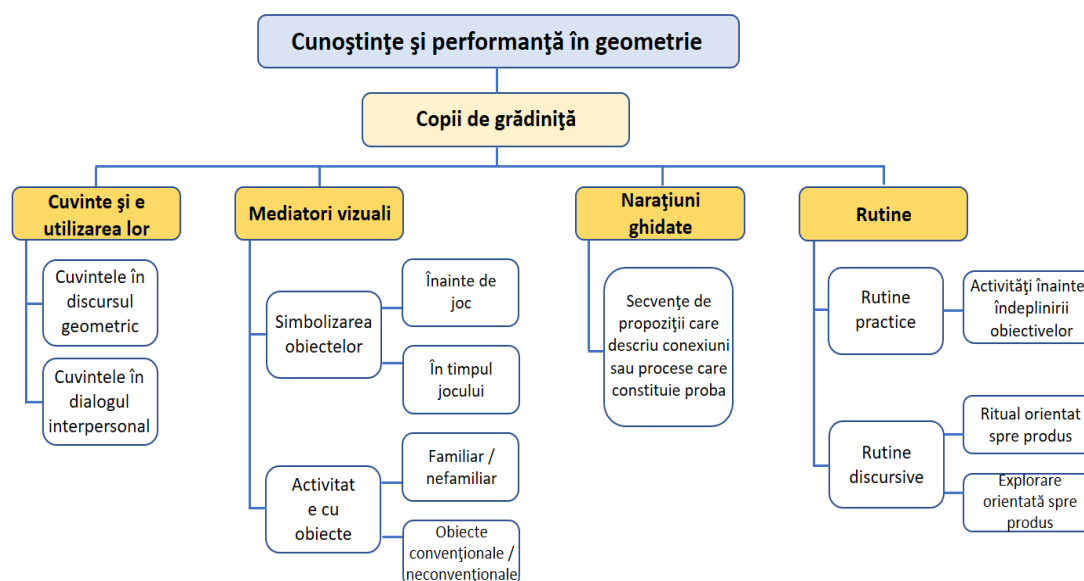 Cunoştinţe şi performanţă în geometrie
Copii de grădiniţă
Cuvinte şi e
utilizarea lor
Cuvintele în
discursul
geometric
Cuvintele în
dialogul
interpersonal
Mediatori vizuali
Simbolizarea
obiectelor
Înainte de
joc
În timpul
jocului
Activitat
e cu
obiecte
Familiar /
nefamiliar
Obiecte
convenţionale /
neconvenţionale
Naraţiuni
ghidate
Secvenţe de
propoziţii care
descriu conexiuni
sau procese care
constituie proba
Rutine
Rutine
practice
Activităţi înaintea
îndeplinirii
obiectivelor
Rutine
discursive
Ritual orientat
spre produs
Explorare
orientată spre
produs